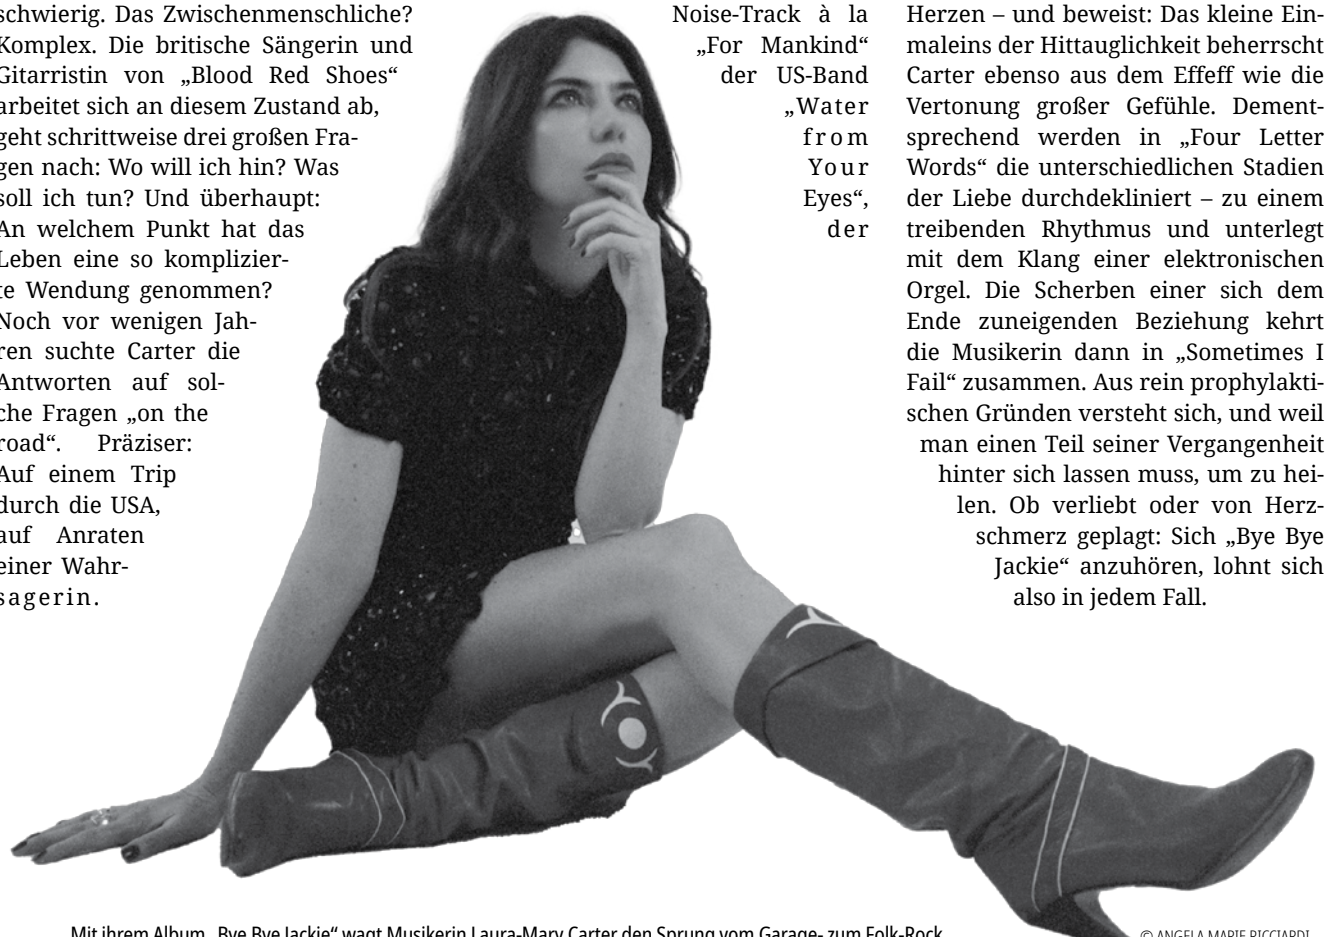 schwierig. Das Zwischenmenschliche?
Komplex. Die britische Sängerin und
Gitarristin von „Blood Red Shoes“
arbeitet sich an diesem Zustand ab,
geht schrittweise drei großen Fra-
gen nach: Wo will ich hin? Was
soll ich tun? Und überhaupt:
An welchem Punkt hat das
Leben eine so komplizier-
te Wendung genommen?
Noch vor wenigen Jah-
ren suchte Carter die
Antworten auf sol-
che Fragen „on the
road“. Präziser:
Auf einem Trip
durch die USA,
auf Anraten
einer Wahr-
sagerin.
Noise-Track à la
„For Mankind“
der US-Band
„Water
from
Your
Eyes“,
der
Herzen – und beweist: Das kleine Ein-
maleins der Hittauglichkeit beherrscht
Carter ebenso aus dem Effeff wie die
Vertonung großer Gefühle. Dement-
sprechend werden in „Four Letter
Words“ die unterschiedlichen Stadien
der Liebe durchdekliniert – zu einem
treibenden Rhythmus und unterlegt
mit dem Klang einer elektronischen
Orgel. Die Scherben einer sich dem
Ende zuneigenden Beziehung kehrt
die Musikerin dann in „Sometimes I
Fail“ zusammen. Aus rein prophylakti-
schen Gründen versteht sich, und weil
man einen Teil seiner Vergangenheit
hinter sich lassen muss, um zu hei-
len. Ob verliebt oder von Herz-
schmerz geplagt: Sich „Bye Bye
Jackie“ anzuhören, lohnt sich
also in jedem Fall.
Mit ihrem Album „Bye Bye Jackie“ wagt Musikerin Laura-Mary Carter den Sprung vom Garage- zum Folk-Rock.
© ANGELA MARIE RICCIARDI